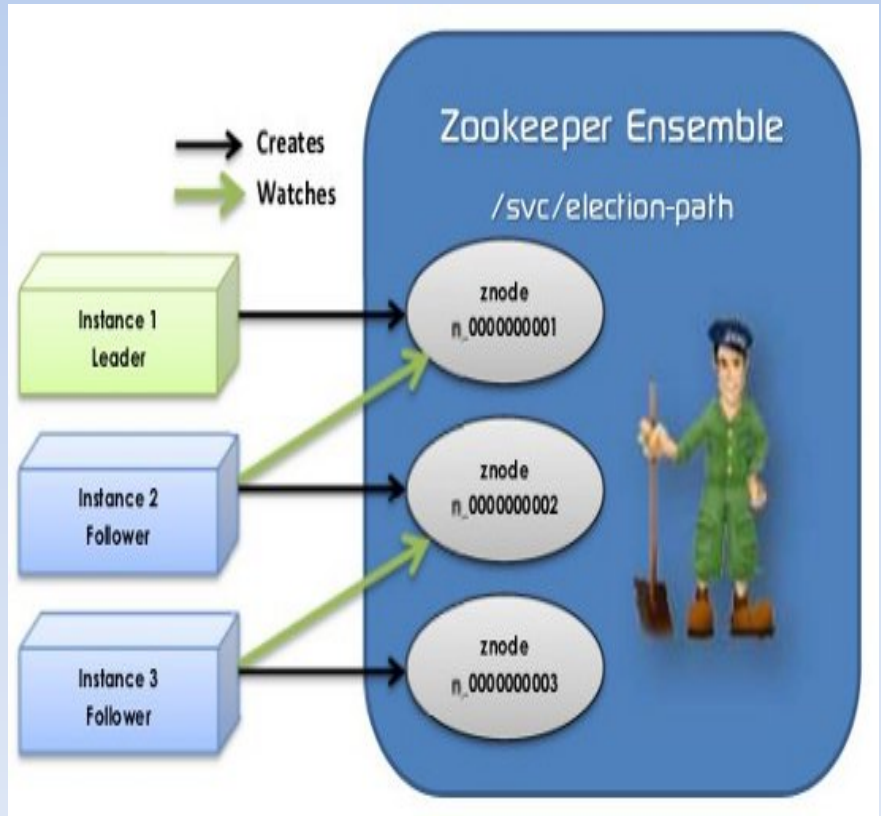 Creates
Watches
Zookeeper Ensemble
/svc/election-path
Instance 1
Leader
znode
n_0000000001
Instance 2
Follower
znode
n_0000000002
Instance 3
Follower
znode
n_0000000003